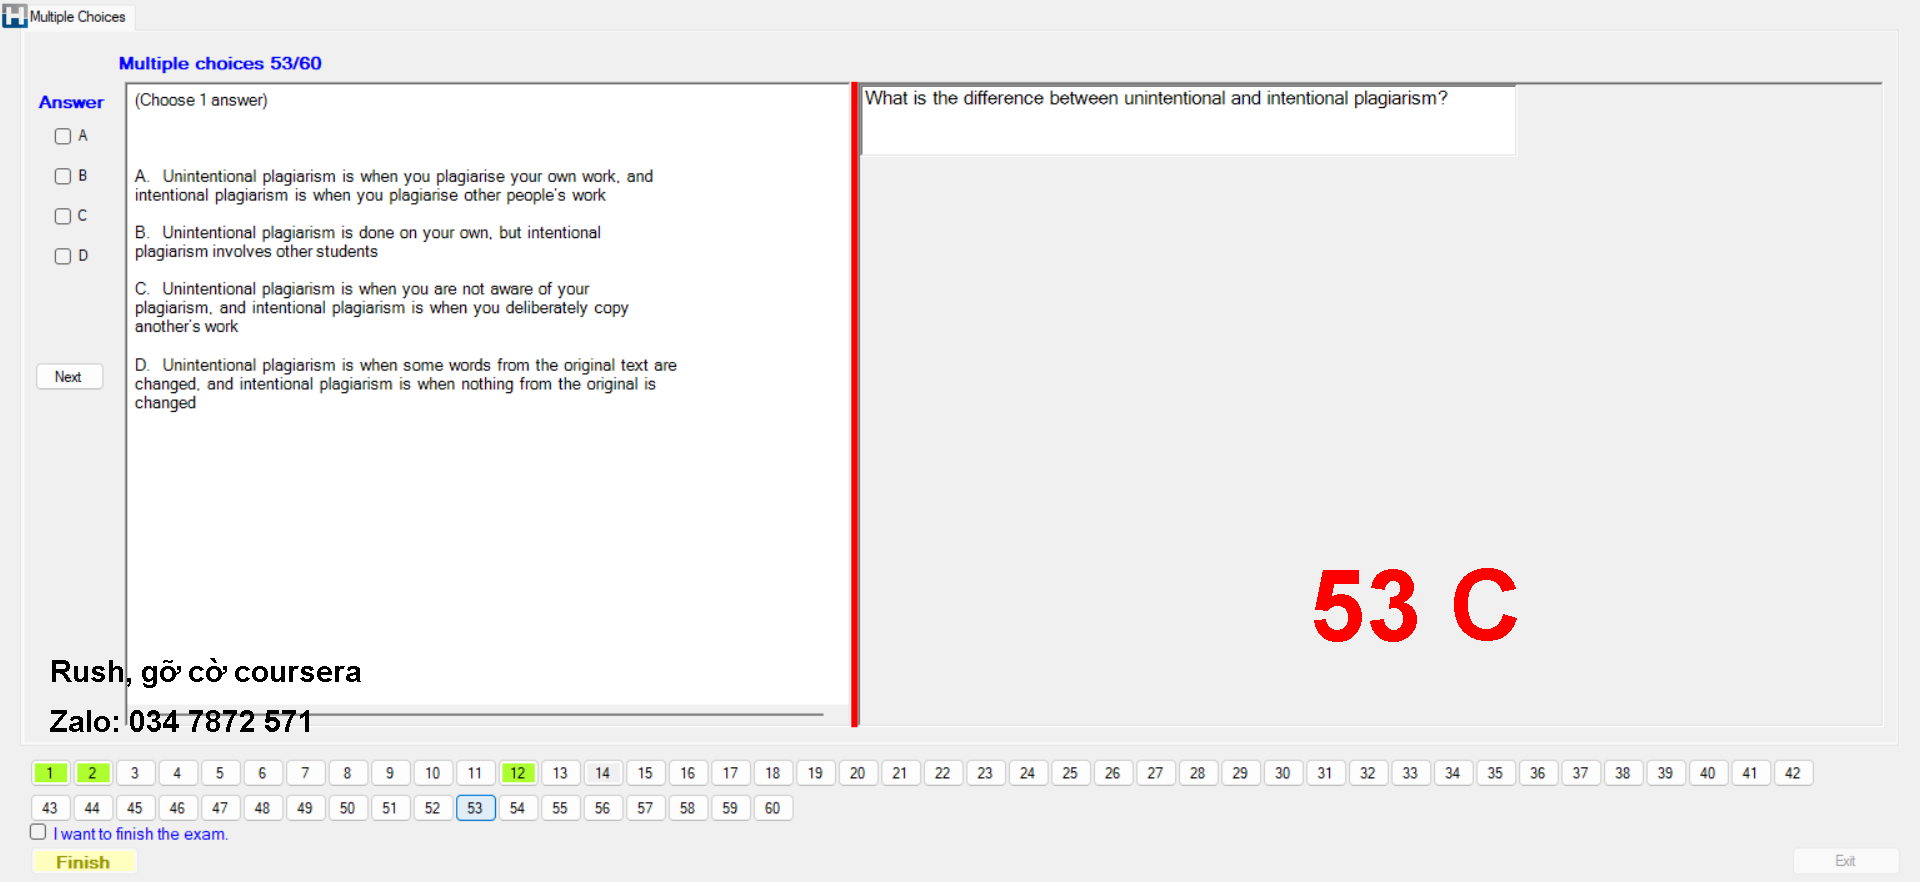 Multiple Choices
Multiple choices 53/60
Answer
A
B
C
D
Next
(Choose 1 answer)
A. Unintentional plagiarism is when you plagiarise your own work, and
intentional plagiarism is when you plagiarise other people's work
B. Unintentional plagiarism is done on your own, but intentional
plagiarism involves other students
C. Unintentional plagiarism is when you are not aware of your
plagiarism, and intentional plagiarism is when you deliberately copy
another's work
D. Unintentional plagiarism is when some words from the original text are
changed, and intentional plagiarism is when nothing from the original is
changed
What is the difference between unintentional and intentional plagiarism?
53 C
Rush, gỡ cờ coursera
Zalo: 034 7872 571
1 2 3 4 5 6 7 8 9 10 11 12 13 14 15 16 17 18 19 20 21 22 23 24 25 26 27 28 29 30 31 32 33 34 35 36 37 38 39 40 41 42
43 44 45 46 47 48 49 50 51 52 53 54 55 56 57 58 59 60
I want to finish the exam.
Finish
Exit